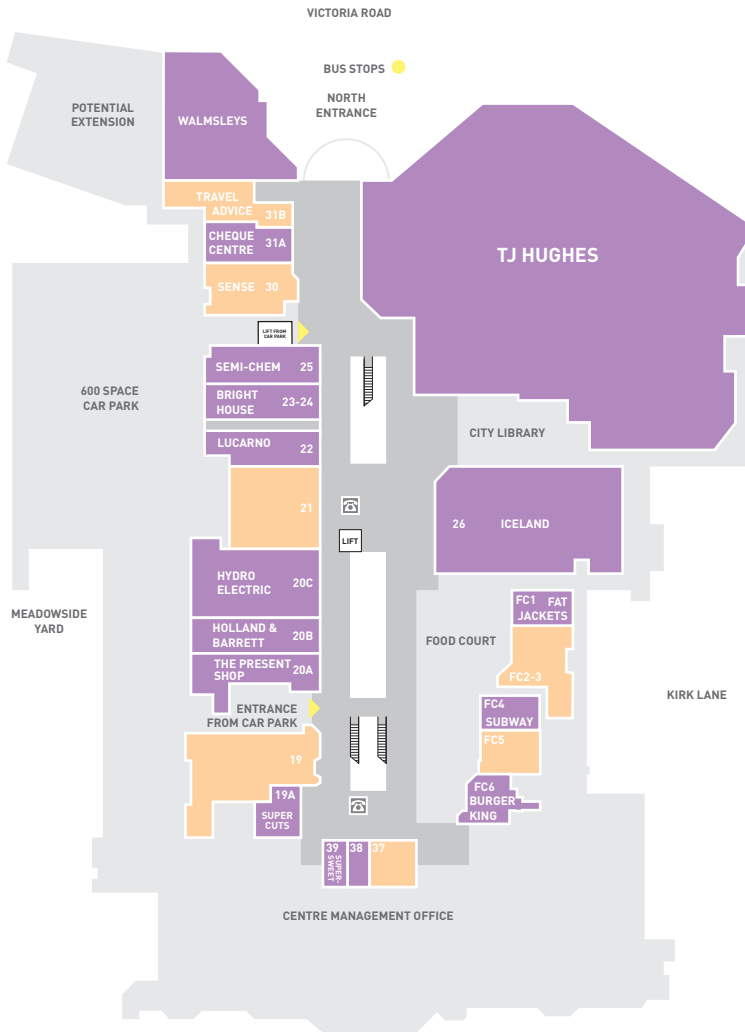 VICTORIA ROAD
BUS STOPS
NORTH
ENTRANCE
POTENTIAL
EXTENSION
WALMSLEYS
TRAVEL
ADVICE 31B
CHEQUE
CENTRE 31A
SENSE 30
TJ HUGHES
LIFT FROM
CAR PARK
SEMI-CHEM 25
BRIGHT
HOUSE 23-24
600 SPACE
CAR PARK
LUCARNO
22
CITY LIBRARY
21
26 ICELAND
LIFT
HYDRO
ELECTRIC 20C
MEADOWSIDE
YARD
HOLLAND &
BARRETT 20B
THE PRESENT
SHOP 20A
FC1 FAT
JACKETS
FOOD COURT
FC2-3
KIRK LANE
FC4
SUBWAY
ENTRANCE
FROM CAR PARK
FC5
19
19A
SUPER
CUTS
FC6
BURGER
KING
39 38 37
SUPER-
SWEET
CENTRE MANAGEMENT OFFICE